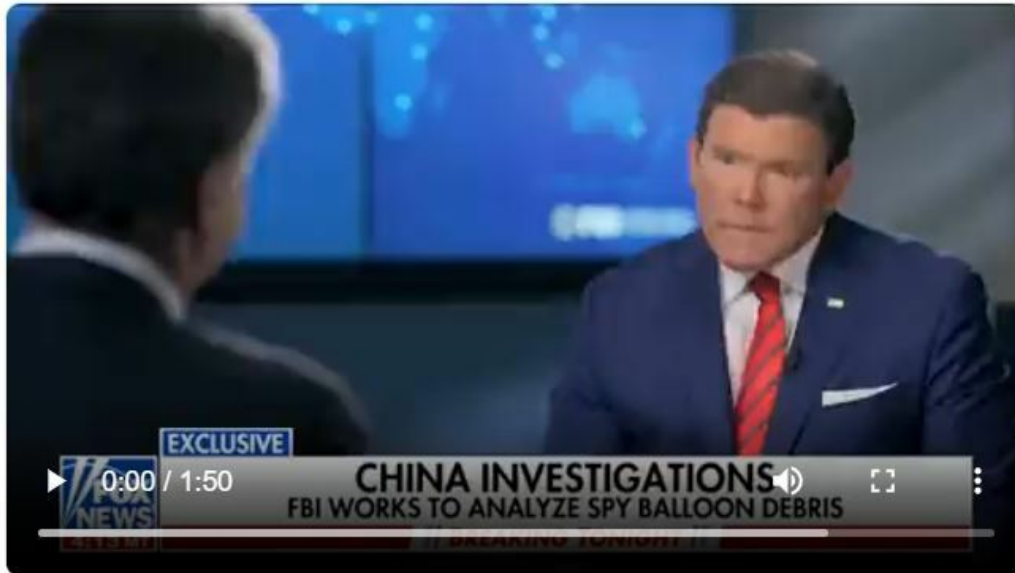 EXCLUSIVE
CHINA INVESTIGATIONS
FBI WORKS TO ANALYZE SPY BALLOON DEBRIS
FOX
NEWS
0:00 / 1:50
BREAKING TONIGHT